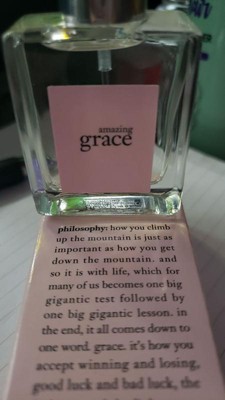 amazing
grace
philosophy: how you climb
up the mountain is just as
important as how you get
down the mountain. and
so it is with life, which for
many of us becomes one big
gigantic test followed by
one big gigantic lesson. in
the end, it all comes down to
one word. grace. it's how you
accept winning and losing,
good luck and bad luck, the